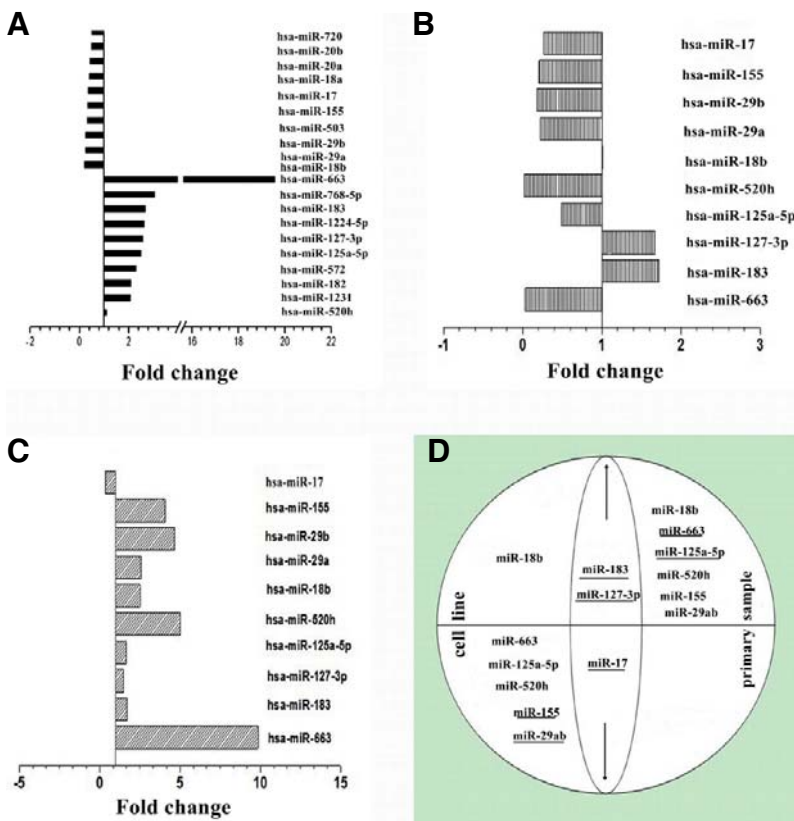 A
hsa-miR-720
hsa-miR-20b
hsa-miR-20a
hsa-miR-18a
hsa-miR-17
hsa-miR-155
hsa-miR-503
hsa-miR-29b
hsa-miR-29a
hsa-miR-18b
hsa-miR-663
hsa-miR-768-5p
hsa-miR-183
hsa-miR-1224-5p
hsa-miR-127-3p
hsa-miR-125a-5p
hsa-miR-572
hsa-miR-182
hsa-miR-1231
hsa-miR-520h
-2 0 2 16 18 20 22
Fold change
B
hsa-miR-17
hsa-miR-155
hsa-miR-29b
hsa-miR-29a
hsa-miR-18b
hsa-miR-520h
hsa-miR-125a-5p
hsa-miR-127-3p
hsa-miR-183
hsa-miR-663
-1 0 1 2 3
Fold change
C
hsa-miR-17
hsa-miR-155
hsa-miR-29b
hsa-miR-29a
hsa-miR-18b
hsa-miR-520h
hsa-miR-125a-5p
hsa-miR-127-3p
hsa-miR-183
hsa-miR-663
-5 0 5 10 15
Fold change
D
miR-18b
miR-183
miR-127-3p
miR-18b
miR-663
miR-125a-5p
miR-520h
miR-155
miR-29ab
cell line
primary sample
miR-663
miR-125a-5p
miR-520h
miR-155
miR-29ab
miR-17